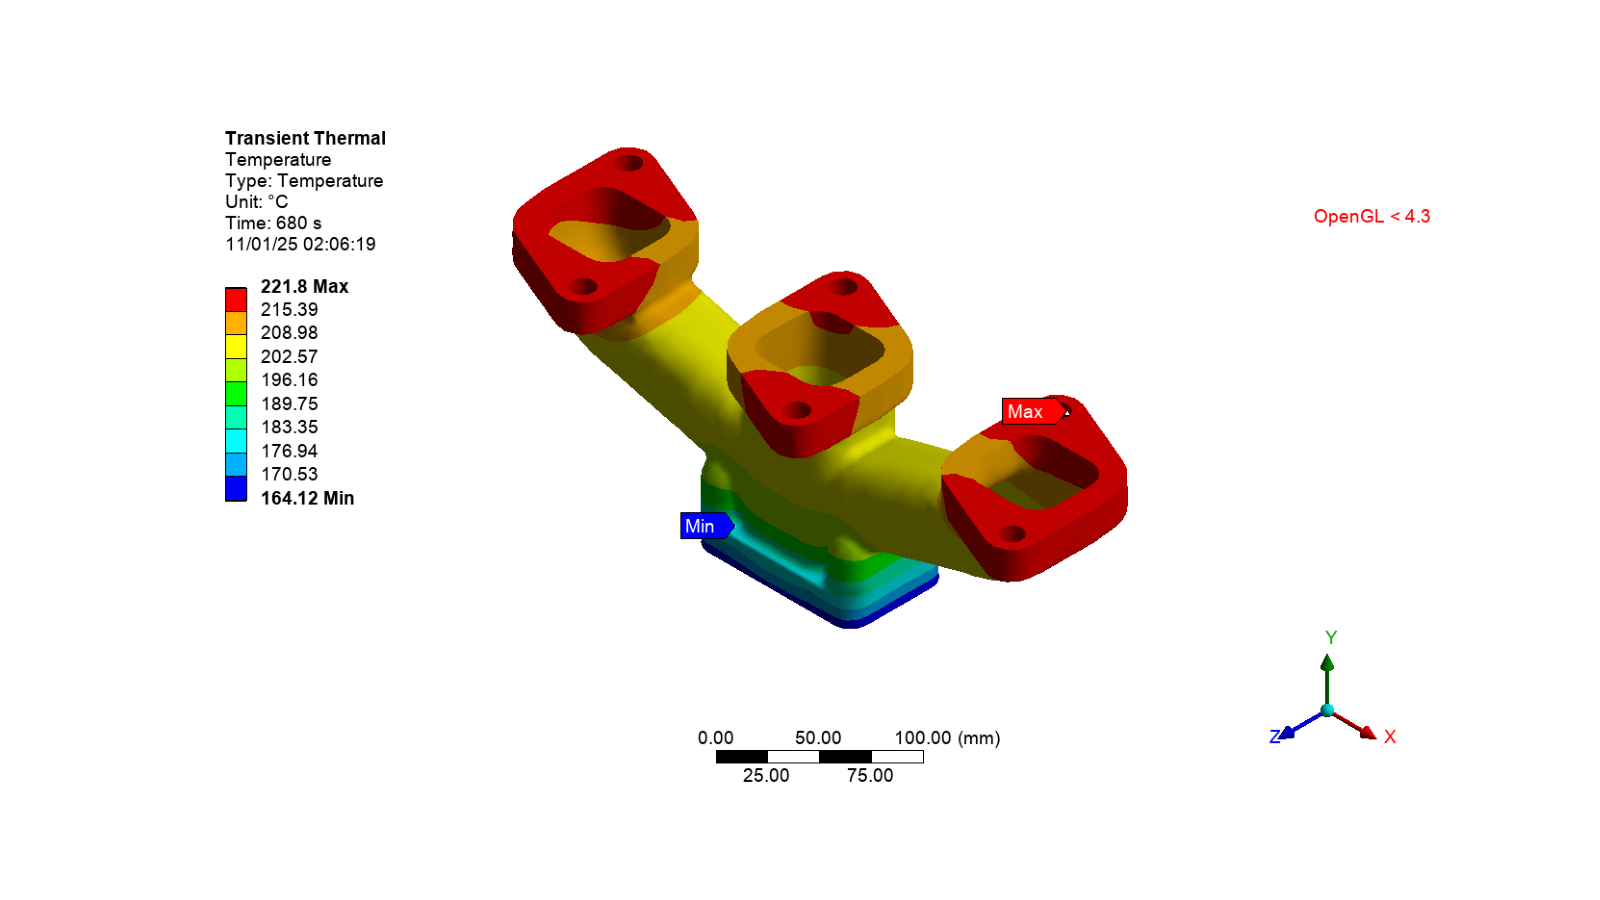 Transient Thermal
Temperature
Type: Temperature
Unit: °C
Time: 680 s
11/01/25 02:06:19
OpenGL < 4.3
221.8 Max
215.39
208.98
202.57
196.16
189.75
183.35
176.94
170.53
164.12 Min
Max
Min
Y
Z
X
0.00 50.00 100.00 (mm)
25.00 75.00